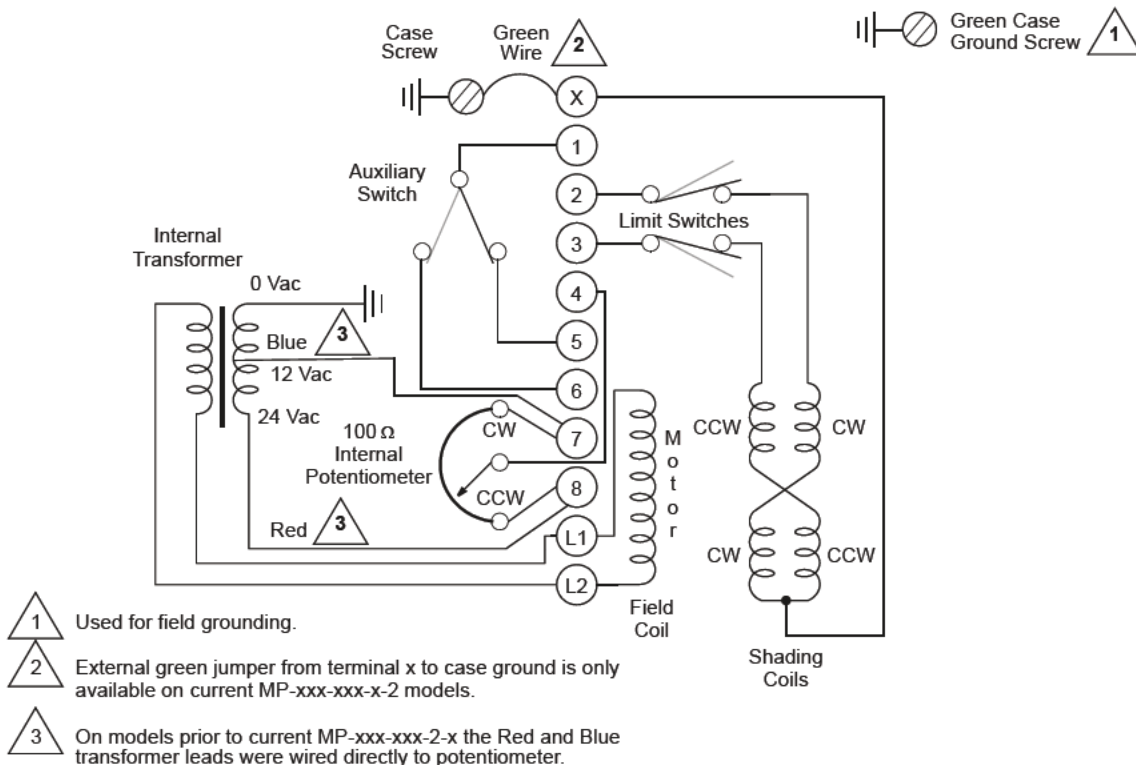 Case
Screw
Green
Wire
2
Green Case
Ground Screw
1
X
1
Auxiliary
Switch
2
Limit Switches
3
Internal
Transformer
0 Vac
4
Blue
3
5
12 Vac
6
24 Vac
CW
7
100 Ω
Internal
Potentiometer
CCW
8
Red
3
L1
L2
Motor
Field
Coil
CCW
CW
CW
CCW
Shading
Coils
1 Used for field grounding.
2 External green jumper from terminal x to case ground is only
available on current MP-xxx-xxx-x-2 models.
3 On models prior to current MP-xxx-xxx-2-x the Red and Blue
transformer leads were wired directly to potentiometer.